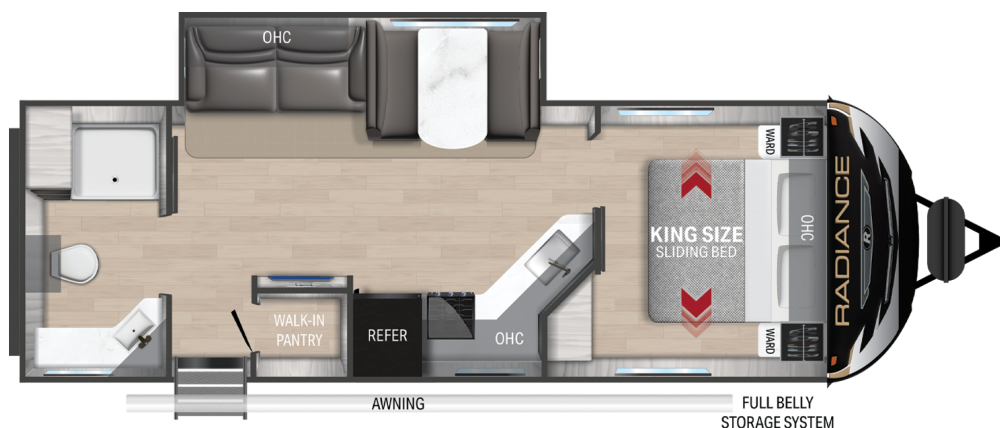 OHC
WARD
RADIANCE
R
KING SIZE
SLIDING BED
OHC
WALK-IN
PANTRY
REFER
OHC
WARD
AWNING
FULL BELLY
STORAGE SYSTEM